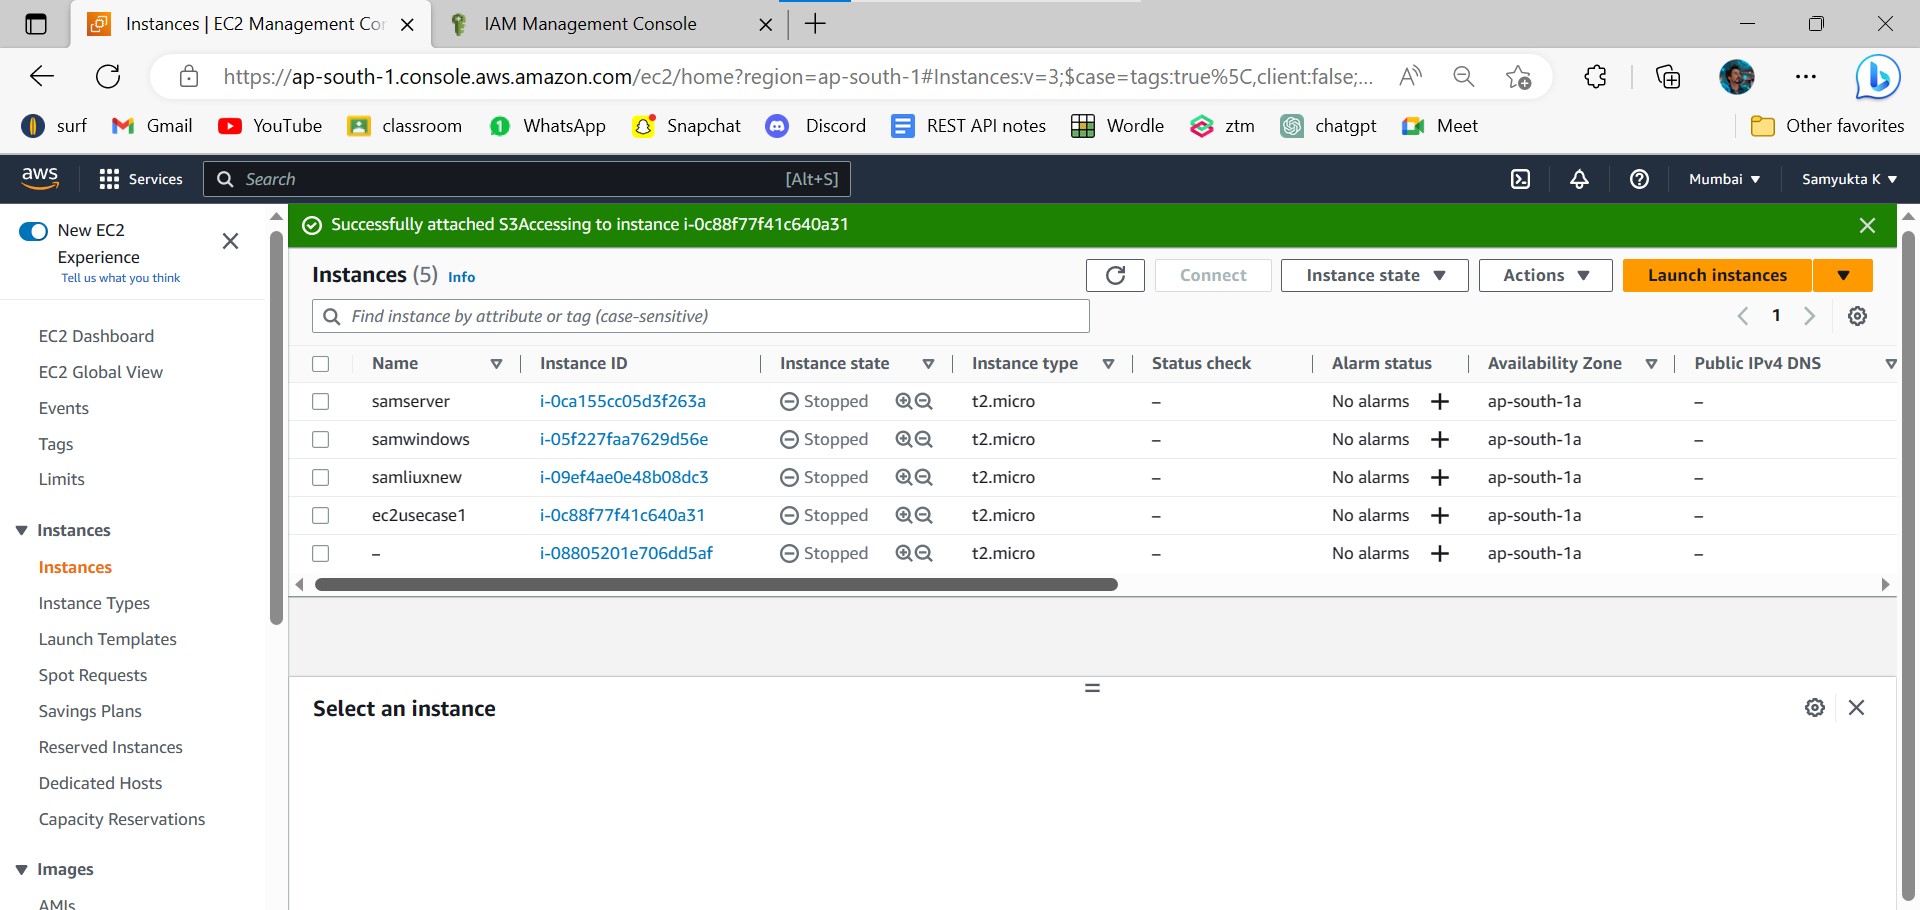 Instances | EC2 Management Cor
IAM Management Console
https://ap-south-1.console.aws.amazon.com/ec2/home?region=ap-south-1#Instances:v=3;$case=tags:true%5C,client:false;...
surf Gmail YouTube classroom WhatsApp Snapchat Discord REST API notes Wordle ztm chatgpt Meet Other favorites
aws Services Search [Alt+S] Mumbai Samyukta K
New EC2
Experience
Tell us what you think
EC2 Dashboard
EC2 Global View
Events
Tags
Limits
Instances
Instances
Instance Types
Launch Templates
Spot Requests
Savings Plans
Reserved Instances
Dedicated Hosts
Capacity Reservations
Images
AMIs
Successfully attached S3Accessing to instance i-0c88f77f41c640a31
Instances (5) Info Connect Instance state Actions Launch instances
Find instance by attribute or tag (case-sensitive) 1
Name Instance ID Instance state Instance type Status check Alarm status Availability Zone Public IPv4 DNS
samserver i-0ca155cc05d3f263a Stopped t2.micro – No alarms + ap-south-1a –
samwindows i-05f227faa7629d56e Stopped t2.micro – No alarms + ap-south-1a –
samliuxnew i-09ef4ae0e48b08dc3 Stopped t2.micro – No alarms + ap-south-1a –
ec2usecase1 i-0c88f77f41c640a31 Stopped t2.micro – No alarms + ap-south-1a –
– i-08805201e706dd5af Stopped t2.micro – No alarms + ap-south-1a –
Select an instance